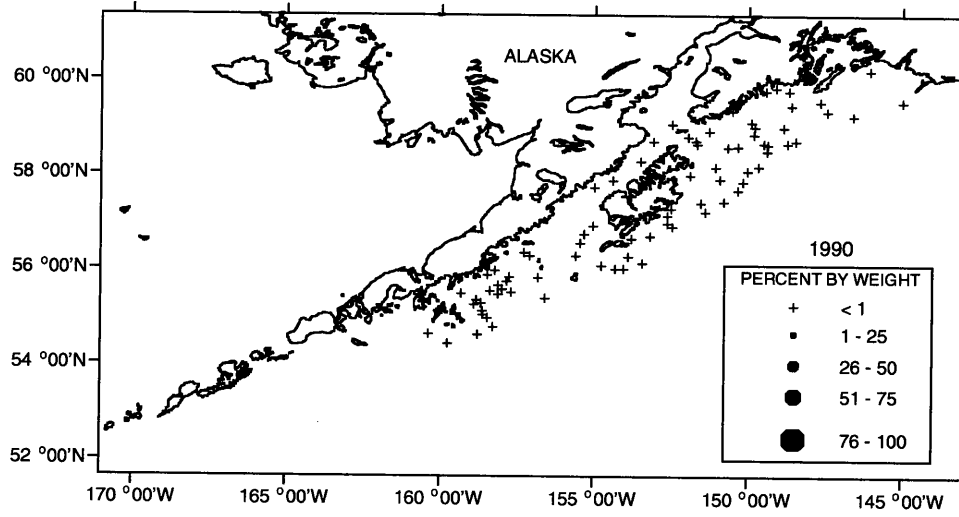 ALASKA
60 °00'N
58 °00'N
56 °00'N
54 °00'N
52 °00'N
1990
PERCENT BY WEIGHT
+ < 1
1 - 25
26 - 50
51 - 75
76 - 100
170 °00'W 165 °00'W 160 °00'W 155 °00'W 150 °00'W 145 °00'W